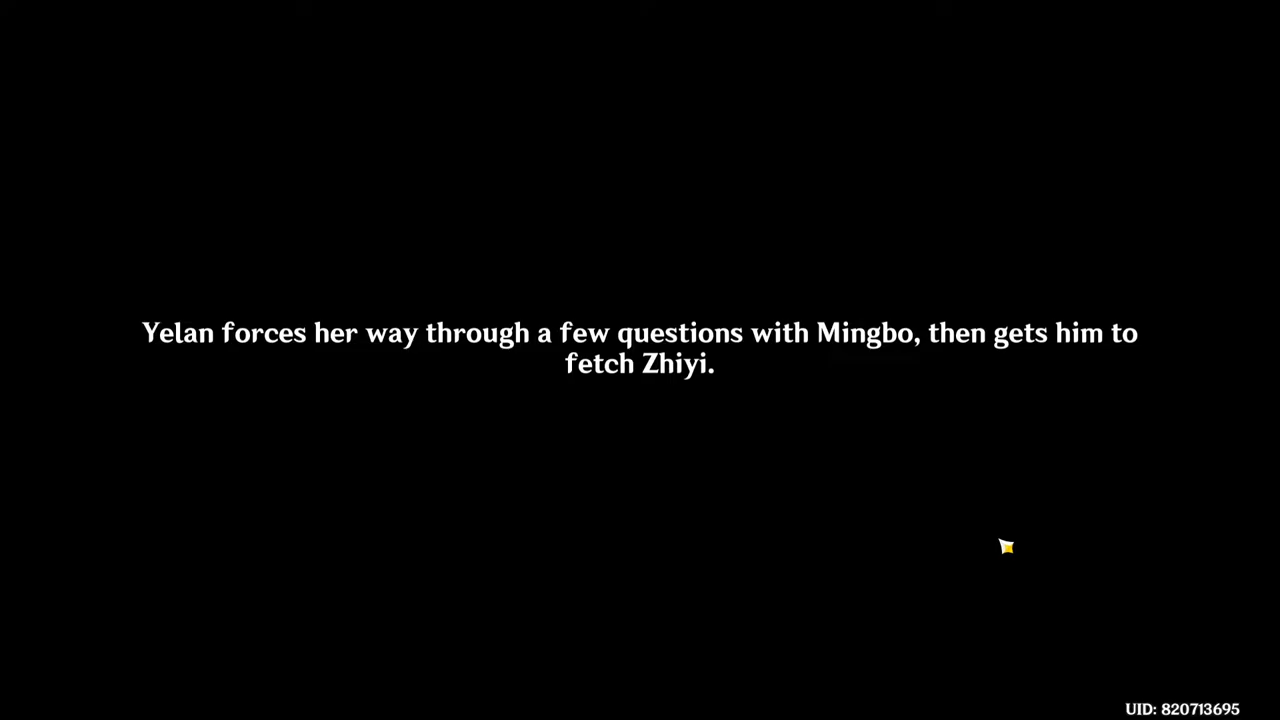 Yelan forces her way through a few questions with Mingbo, then gets him to
fetch Zhiyi.
UID: 820713695